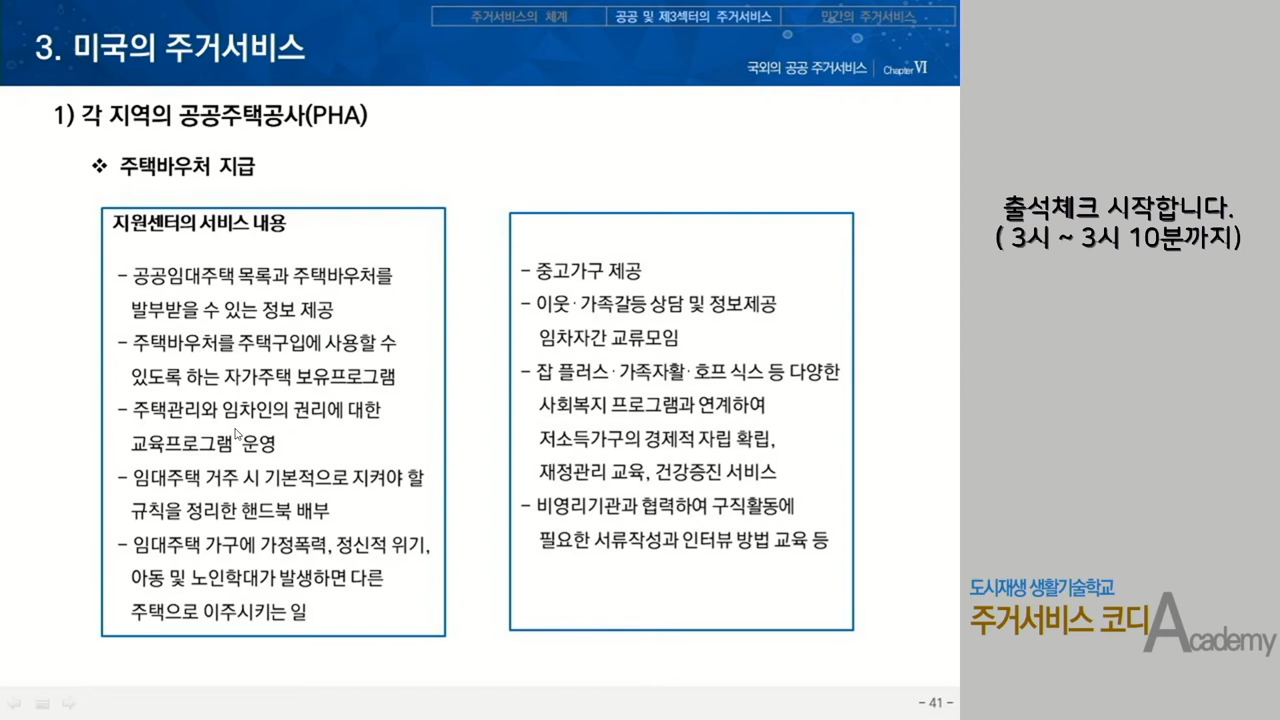 주거서비스의 체계
공공 및 제3섹터의 주거서비스
민간의 주거서비스
3. 미국의 주거서비스
국외의 공공 주거서비스
Chapter Ⅵ
1) 각 지역의 공공주택공사(PHA)
❖ 주택바우처 지급
지원센터의 서비스 내용
- 공공임대주택 목록과 주택바우처를
발부받을 수 있는 정보 제공
- 주택바우처를 주택구입에 사용할 수
있도록 하는 자가주택 보유프로그램
- 주택관리와 임차인의 권리에 대한
교육프로그램 운영
- 임대주택 거주 시 기본적으로 지켜야 할
규칙을 정리한 핸드북 배부
- 임대주택 가구에 가정폭력, 정신적 위기,
아동 및 노인학대가 발생하면 다른
주택으로 이주시키는 일
- 중고가구 제공
- 이웃·가족갈등 상담 및 정보제공
임차자간 교류모임
- 잡 플러스·가족자활·호프 식스 등 다양한
사회복지 프로그램과 연계하여
저소득가구의 경제적 자립 확립,
재정관리 교육, 건강증진 서비스
- 비영리기관과 협력하여 구직활동에
필요한 서류작성과 인터뷰 방법 교육 등
- 41 -
출석체크 시작합니다.
( 3시 ~ 3시 10분까지)
도시재생 생활기술학교
주거서비스 코디 Academy